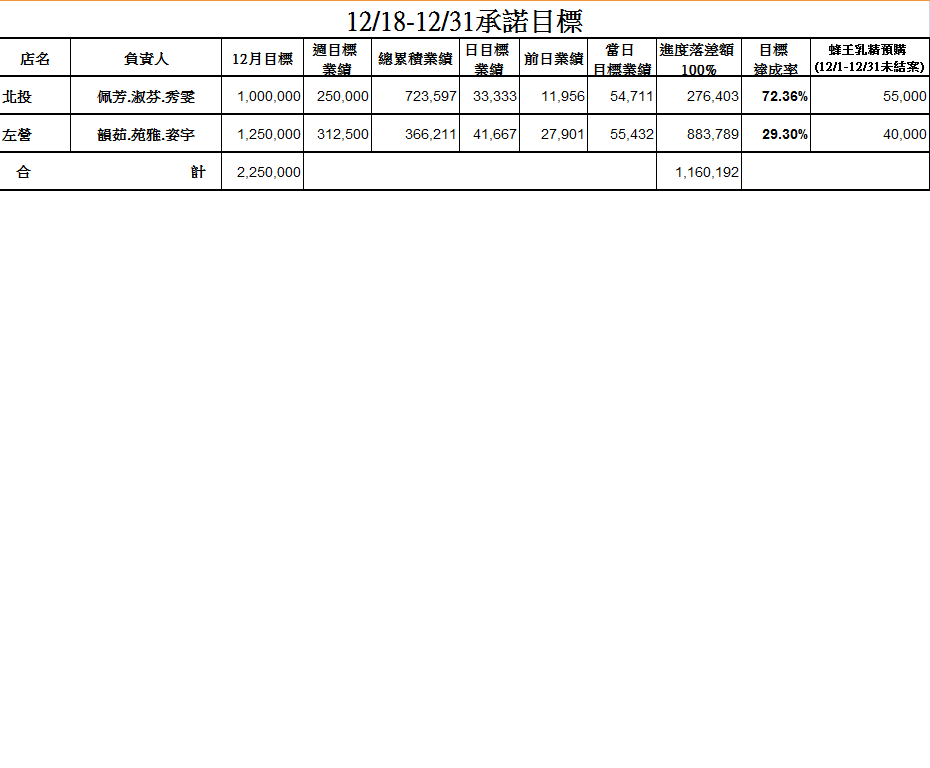 12/18-12/31承諾目標
店名 負責人 12月目標 週目標業績 總累積業績 日目標業績 前日業績 當日目標業績 進度落差額100% 目標達成率 蜂王乳精預購(12/1-12/31未結案)
北投 佩芳.淑芬.秀雯 1,000,000 250,000 723,597 33,333 11,956 54,711 276,403 72.36% 55,000
左營 韻茹.苑雅.姿宇 1,250,000 312,500 366,211 41,667 27,901 55,432 883,789 29.30% 40,000
合計 2,250,000 1,160,192